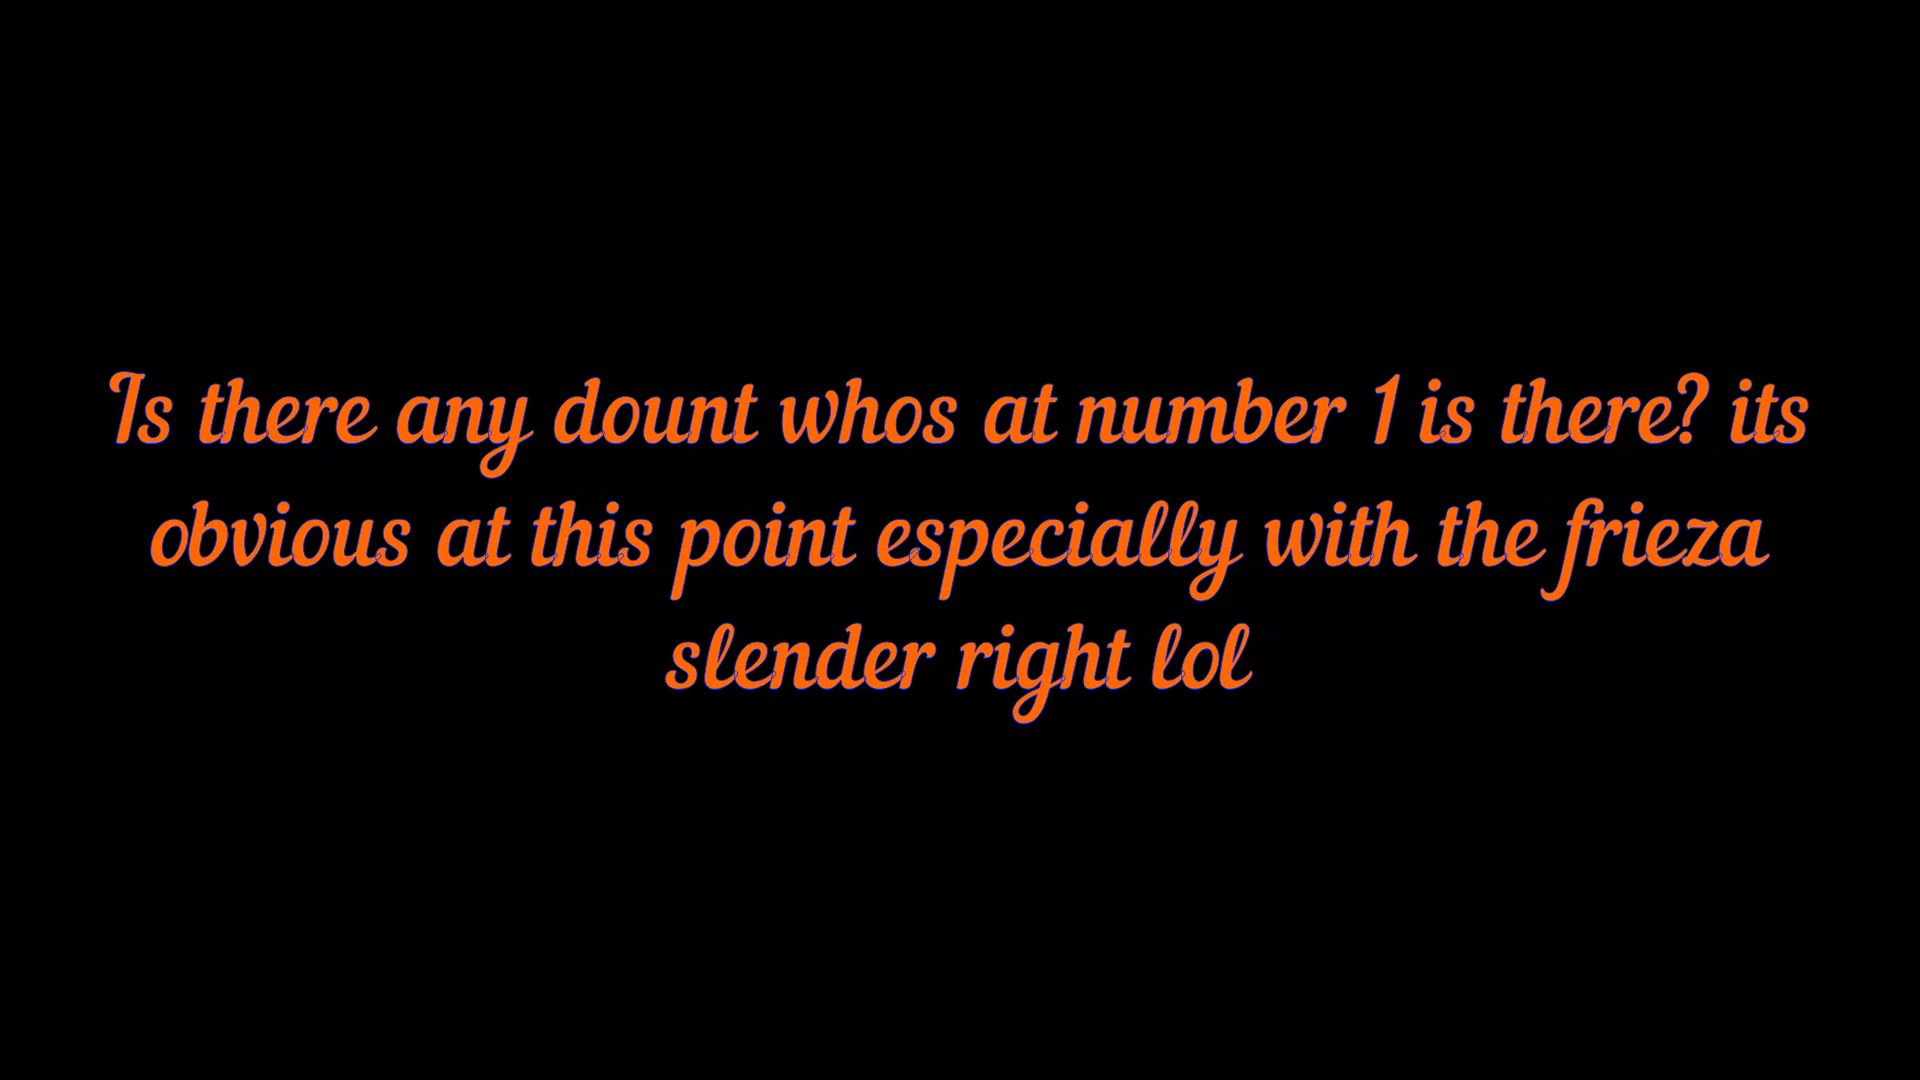 Is there any dount whos at number 1 is there? its
obvious at this point especially with the frieza
slender right lol